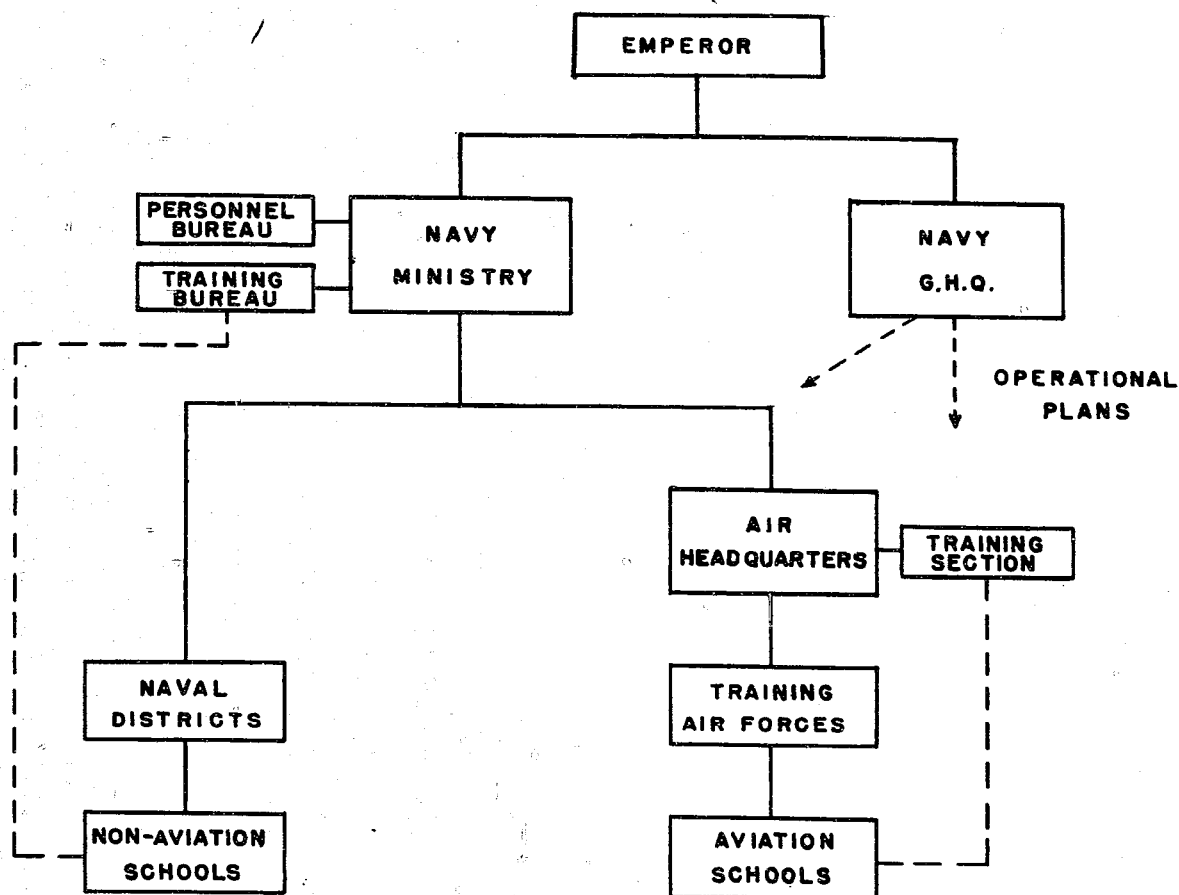 EMPEROR
PERSONNEL
BUREAU
NAVY
MINISTRY
NAVY
G.H.Q.
TRAINING
BUREAU
OPERATIONAL
PLANS
AIR
HEADQUARTERS
TRAINING
SECTION
NAVAL
DISTRICTS
TRAINING
AIR FORCES
NON-AVIATION
SCHOOLS
AVIATION
SCHOOLS